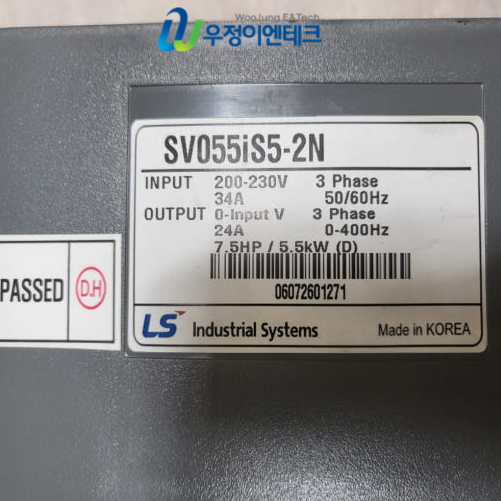 WooJung E&Tech
우정이엔테크
SV055iS5-2N
INPUT 200-230V 3 Phase
34A 50/60Hz
OUTPUT 0-Input V 3 Phase
24A 0-400Hz
7.5HP / 5.5kW (D)
06072601271
PASSED D.H
LS Industrial Systems Made in KOREA